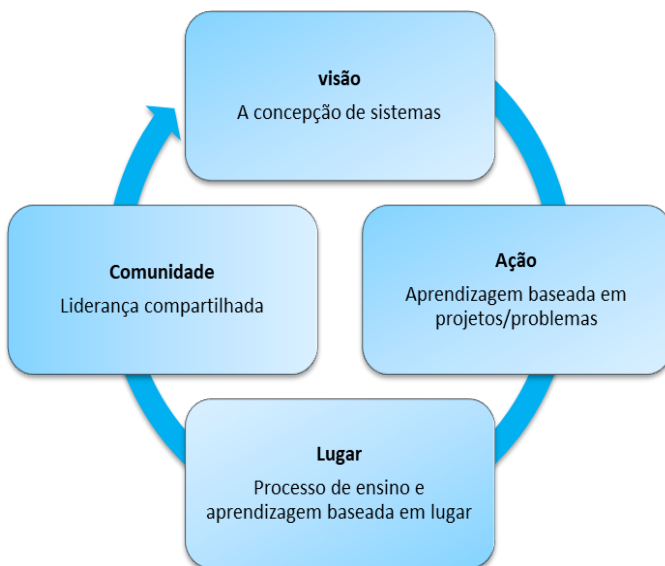 visão
A concepção de sistemas
Ação
Aprendizagem baseada em
projetos/problemas
Lugar
Processo de ensino e
aprendizagem baseada em lugar
Comunidade
Liderança compartilhada